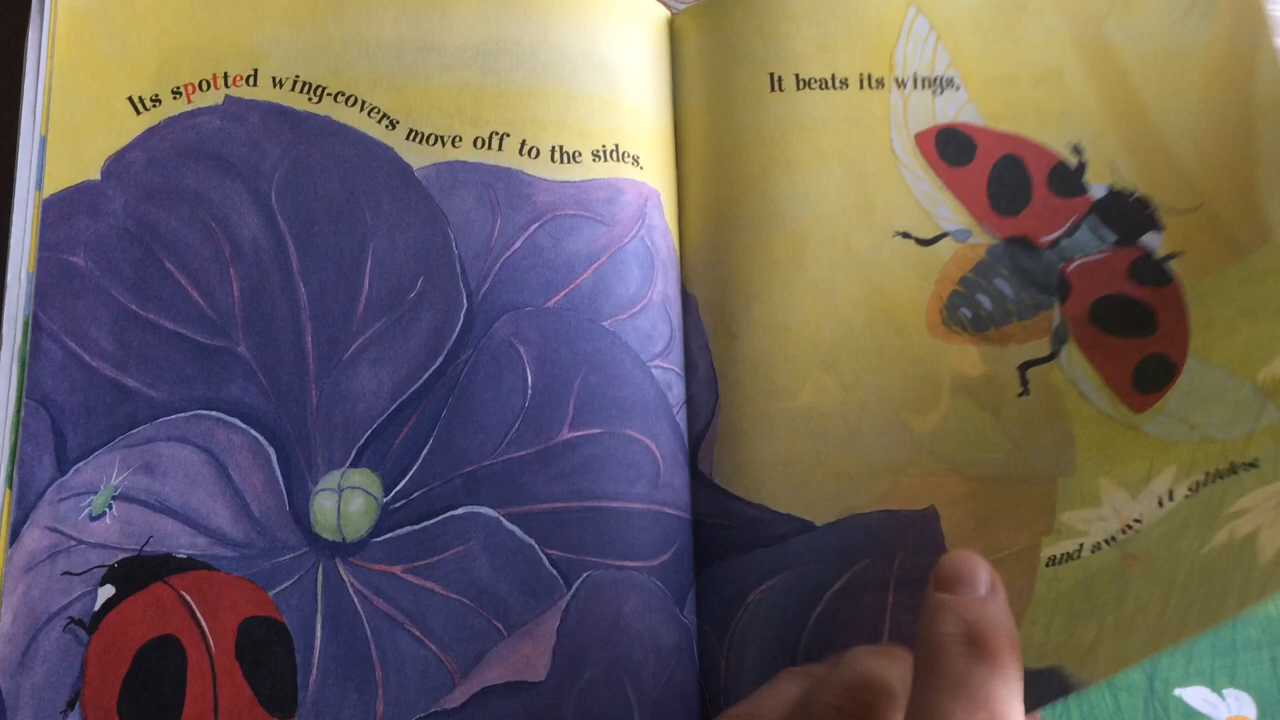 Its spotted wing-covers move off to the sides.
It beats its wings,
and away it glides